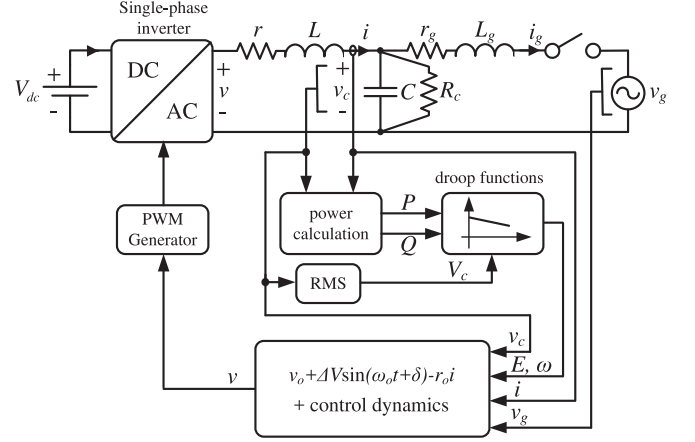 Single-phase
inverter
r
L
i
r_g
L_g
i_g
V_dc
+
-
DC
AC
+
v
-
+
v_c
-
C
R_c
v_g
droop functions
PWM
Generator
power
calculation
P
Q
RMS
V_c
v_c
E, ω
i
v_g
v
v_o+ΔVsin(ω_ot+δ)-r_oi
+ control dynamics